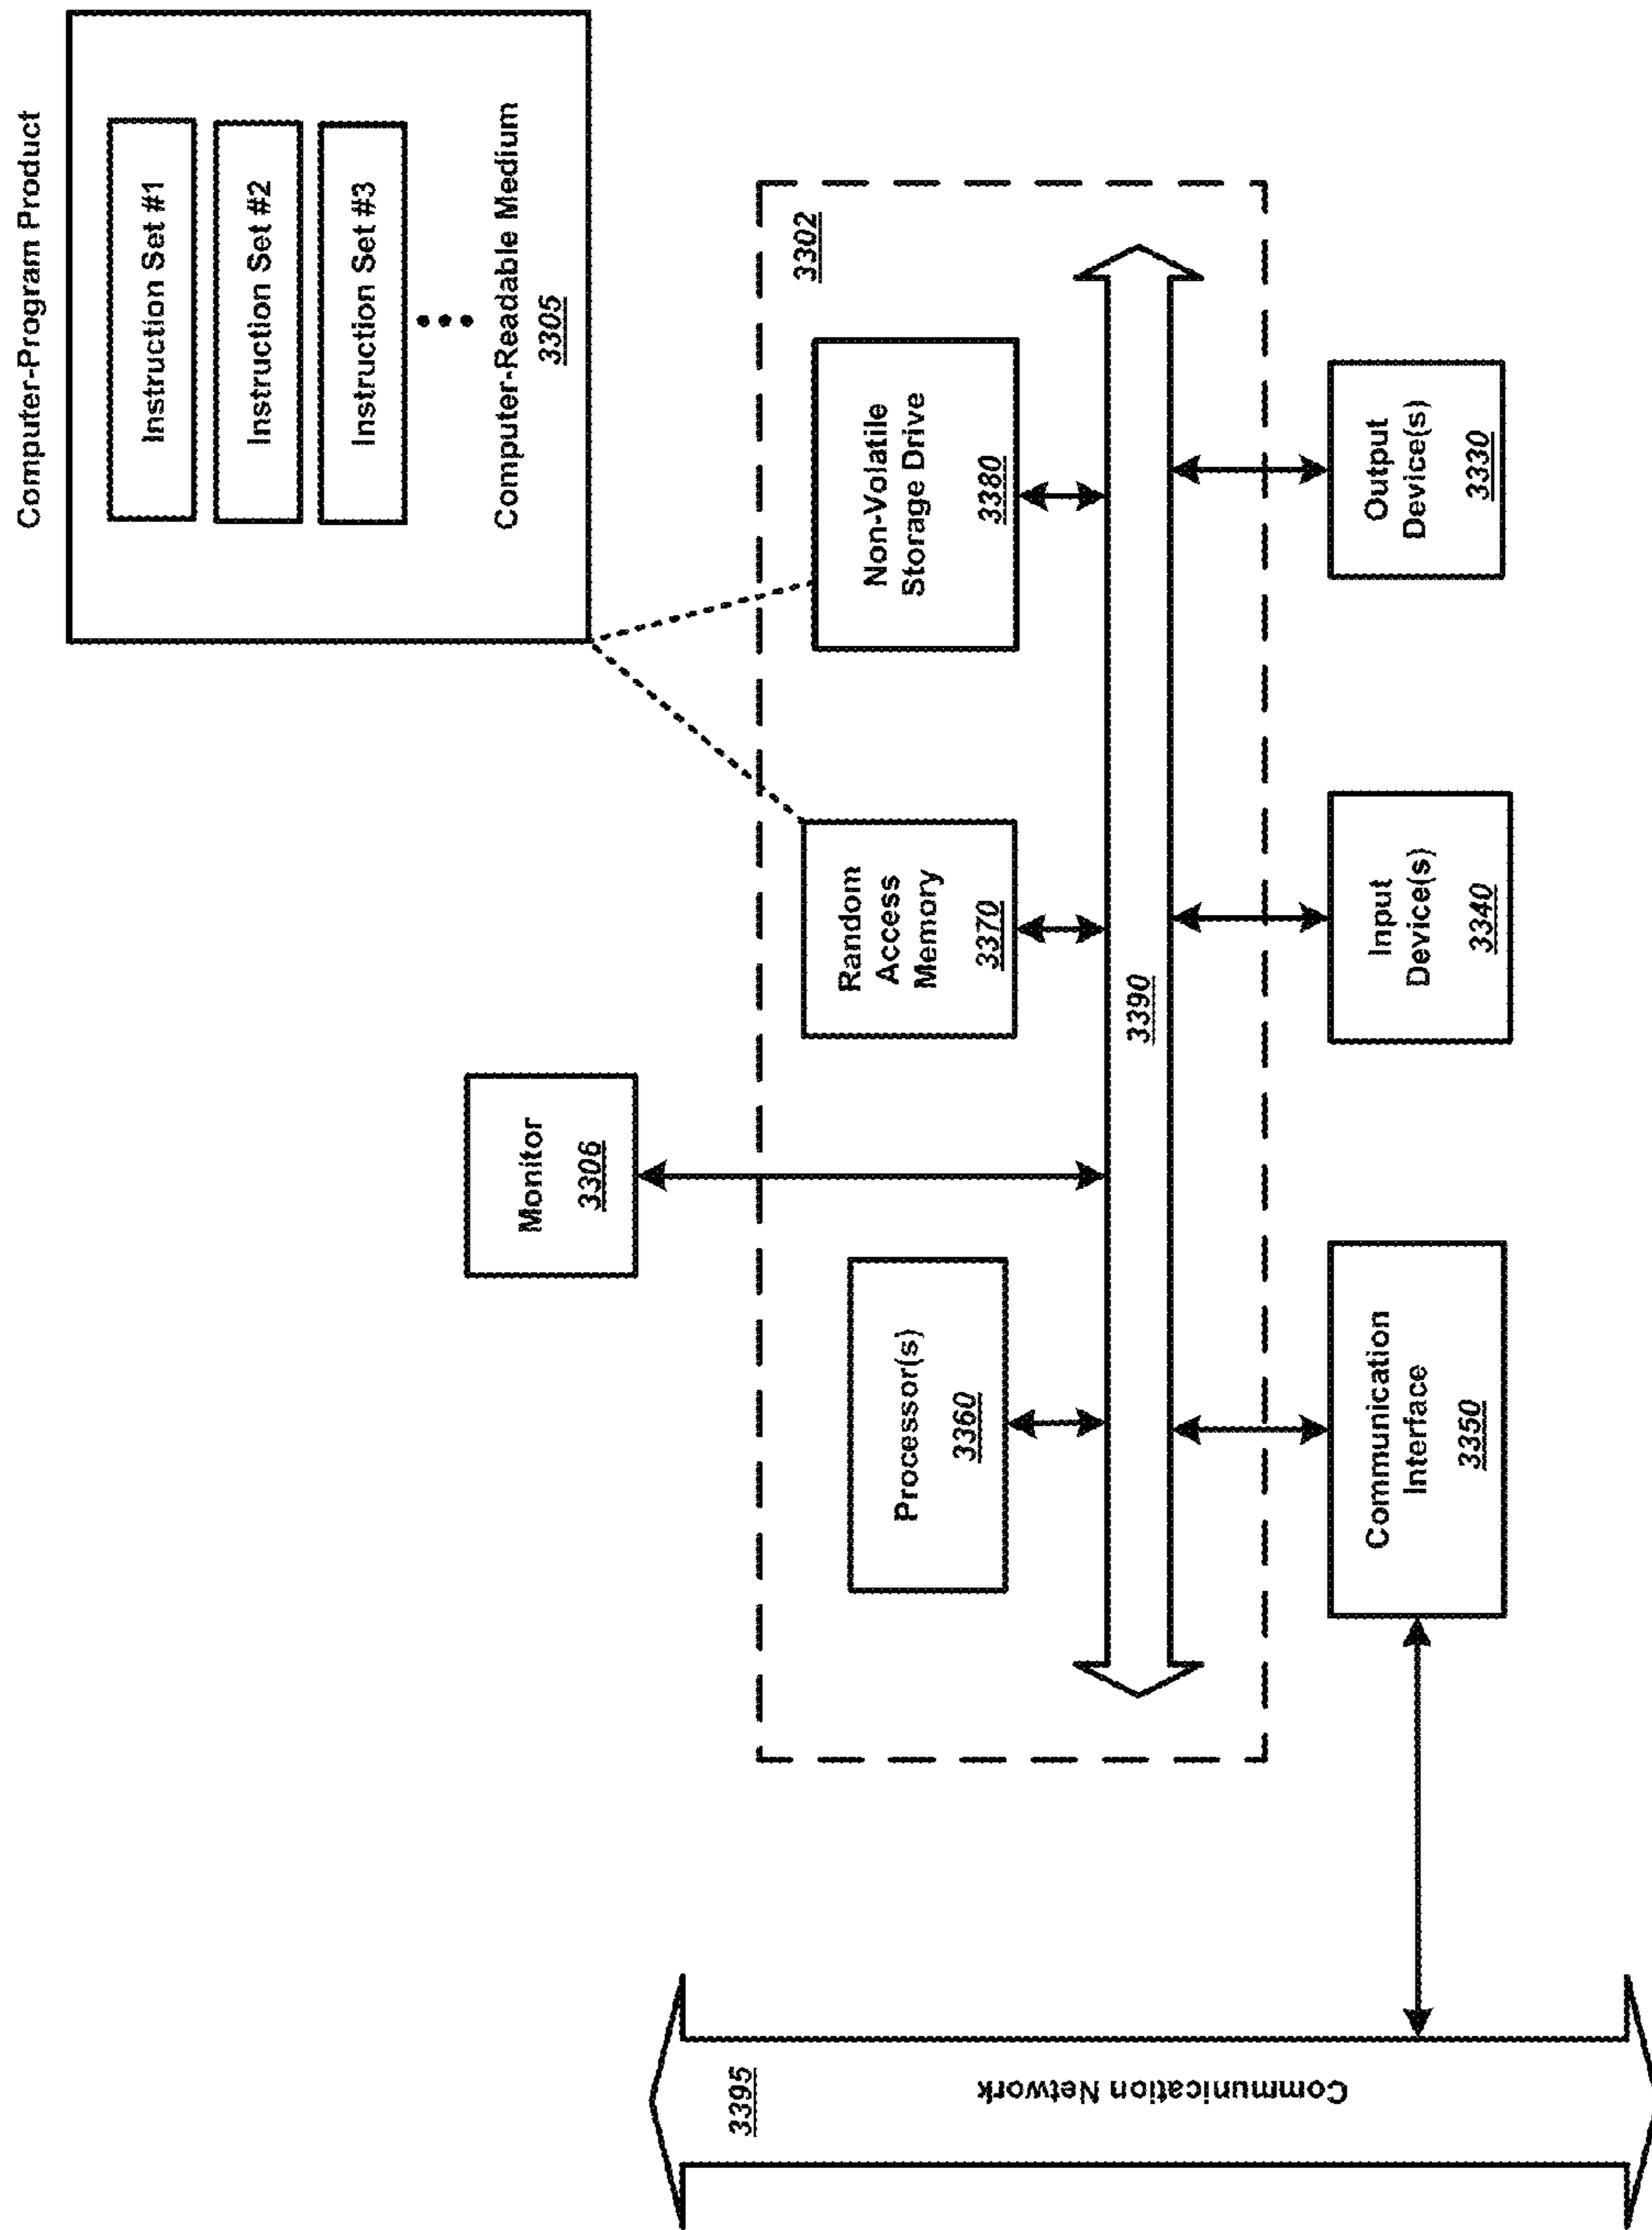 Computer-Program Product
Instruction Set #1
Instruction Set #2
Instruction Set #3
Computer-Readable Medium
3305
Monitor
3306
3302
Processor(s)
3360
Random
Access
Memory
3370
Non-Volatile
Storage Drive
3380
3390
Communication
Interface
3350
Input
Device(s)
3340
Output
Device(s)
3330
3395
Communication Network